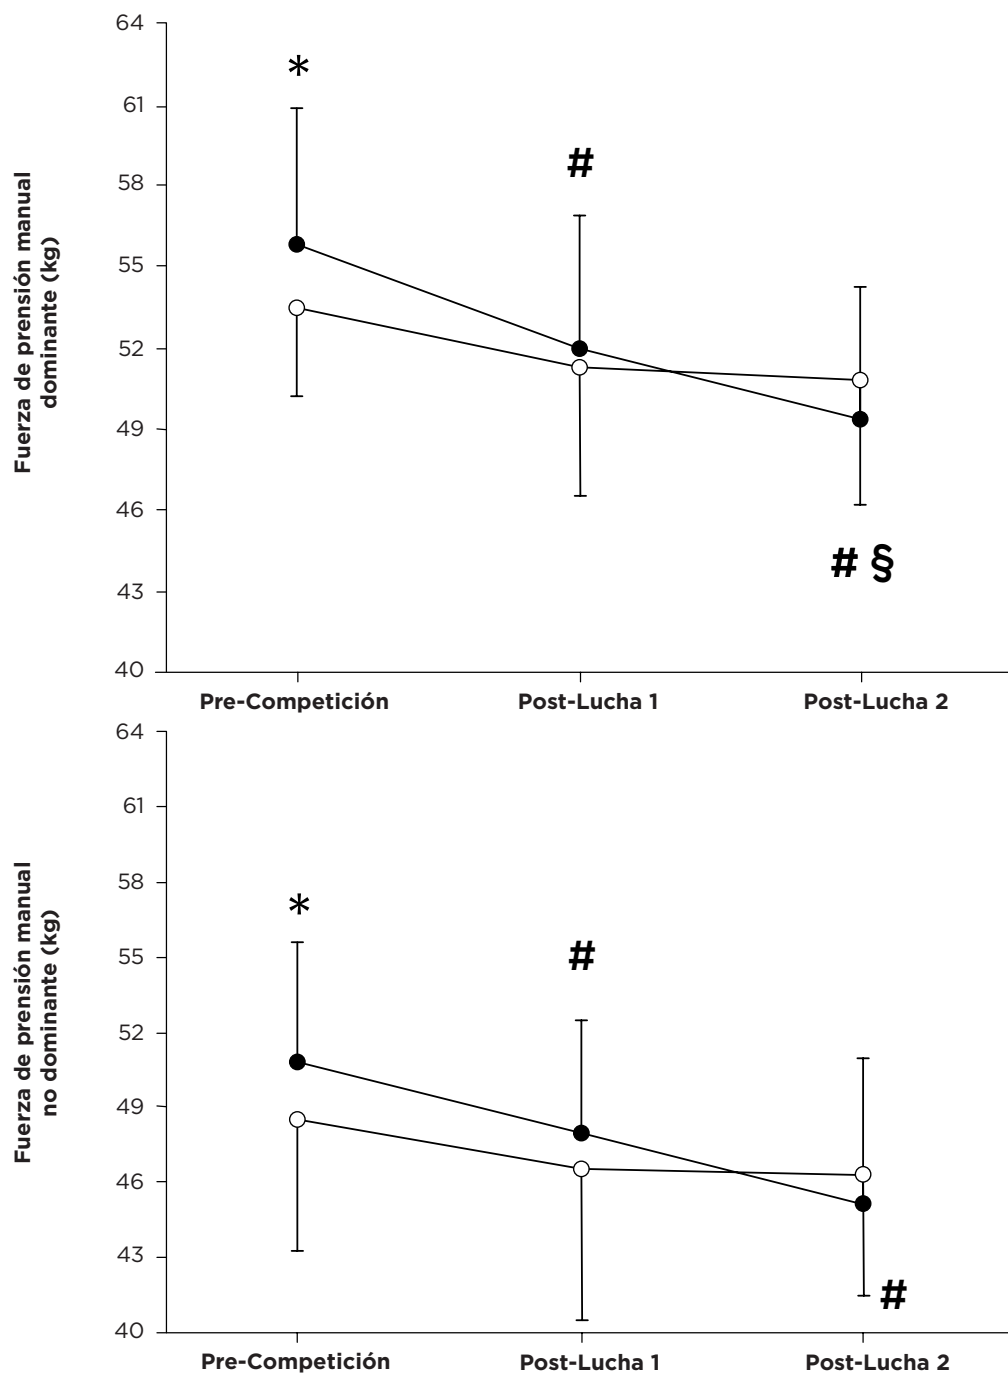 Fuerza de prensión manual
dominante (kg)
64
61
58
55
52
49
46
43
40
*
#
# §
Pre-Competición
Post-Lucha 1
Post-Lucha 2
Fuerza de prensión manual
no dominante (kg)
64
61
58
55
52
49
46
43
40
*
#
#
Pre-Competición
Post-Lucha 1
Post-Lucha 2